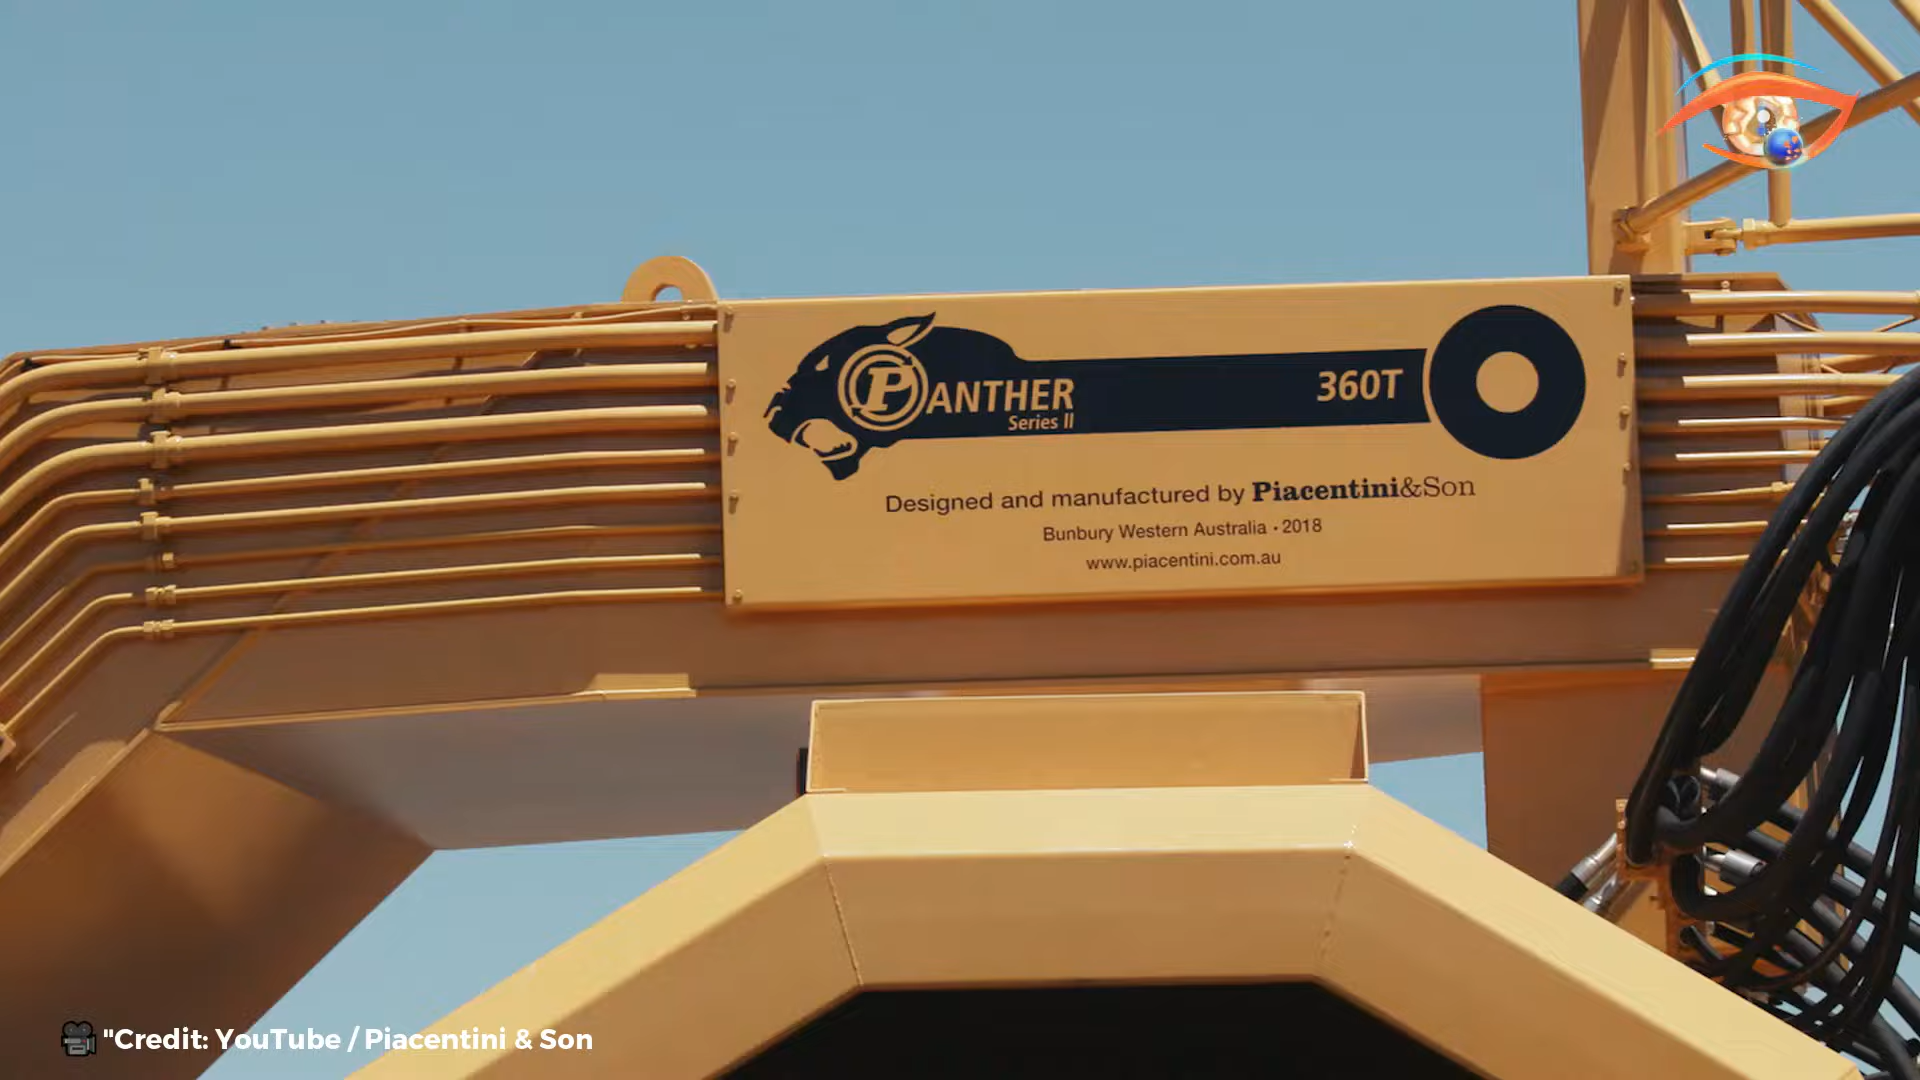 PANTHER
Series II
360T
Designed and manufactured by Piacentini&Son
Bunbury Western Australia • 2018
www.piacentini.com.au
"Credit: YouTube / Piacentini & Son